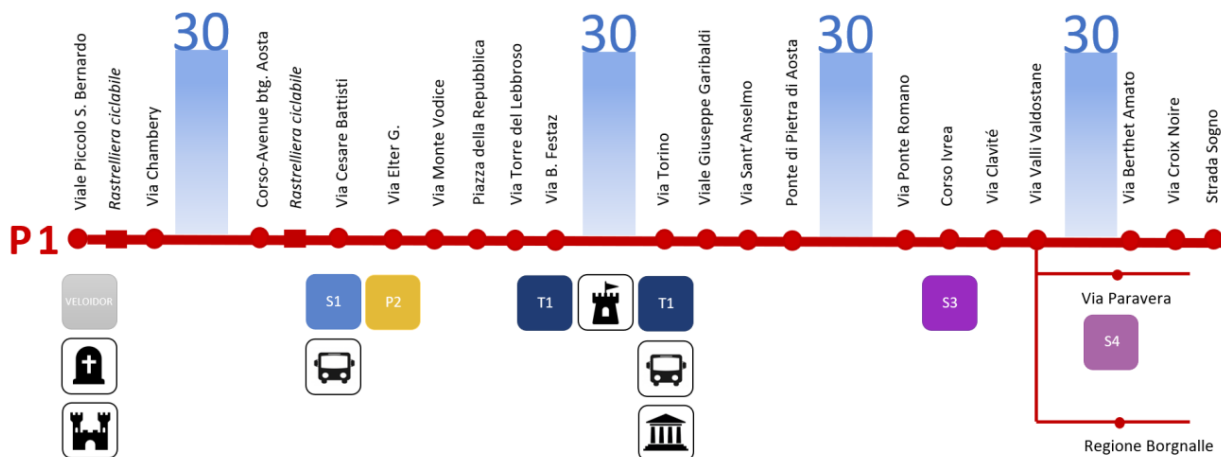 30
30
30
30
Viale Piccolo S. Bernardo
Rastrelliera ciclabile
Via Chambery
Corso-Avenue btg. Aosta
Rastrelliera ciclabile
Via Cesare Battisti
Via Elter G.
Via Monte Vodice
Piazza della Repubblica
Via Torre del Lebbroso
Via B. Festaz
Via Torino
Viale Giuseppe Garibaldi
Via Sant'Anselmo
Ponte di Pietra di Aosta
Via Ponte Romano
Corso Ivrea
Via Clavité
Via Valli Valdostane
Via Berthet Amato
Via Croix Noire
Strada Sogno
P1
VELOIDOR
S1
P2
T1
T1
S3
Via Paravera
S4
Regione Borgnalle